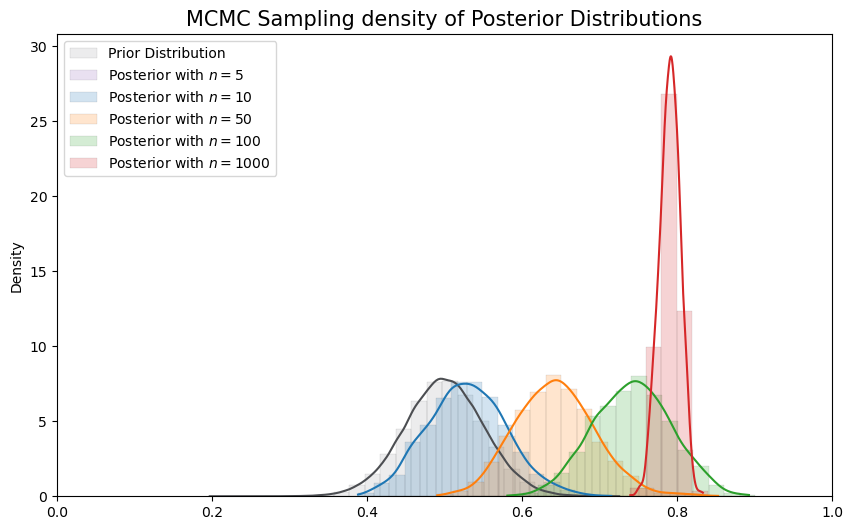 MCMC Sampling density of Posterior Distributions
Prior Distribution
Posterior with n = 5
Posterior with n = 10
Posterior with n = 50
Posterior with n = 100
Posterior with n = 1000
Density
30
25
20
15
10
5
0
0.0 0.2 0.4 0.6 0.8 1.0